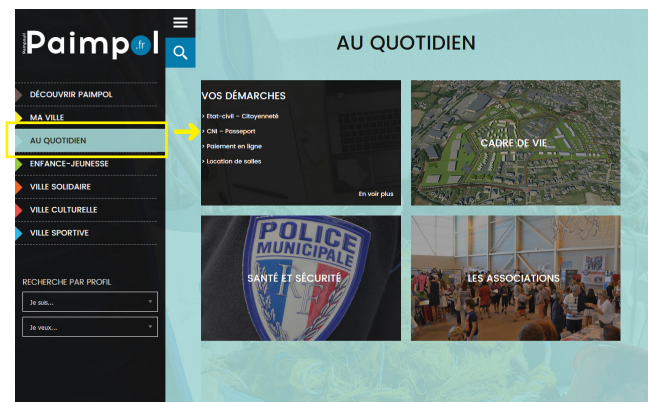 Paimpol .fr
DÉCOUVRIR PAIMPOL
MA VILLE
AU QUOTIDIEN
ENFANCE-JEUNESSE
VILLE SOLIDAIRE
VILLE CULTURELLE
VILLE SPORTIVE
RECHERCHE PAR PROFIL
Je suis...
Je veux...
AU QUOTIDIEN
VOS DÉMARCHES
> Etat-civil – Citoyenneté
> CNI – Passeport
> Paiement en ligne
> Location de salles
En voir plus
CADRE DE VIE
POLICE
MUNICIPALE
RF
SANTÉ ET SÉCURITÉ
LES ASSOCIATIONS